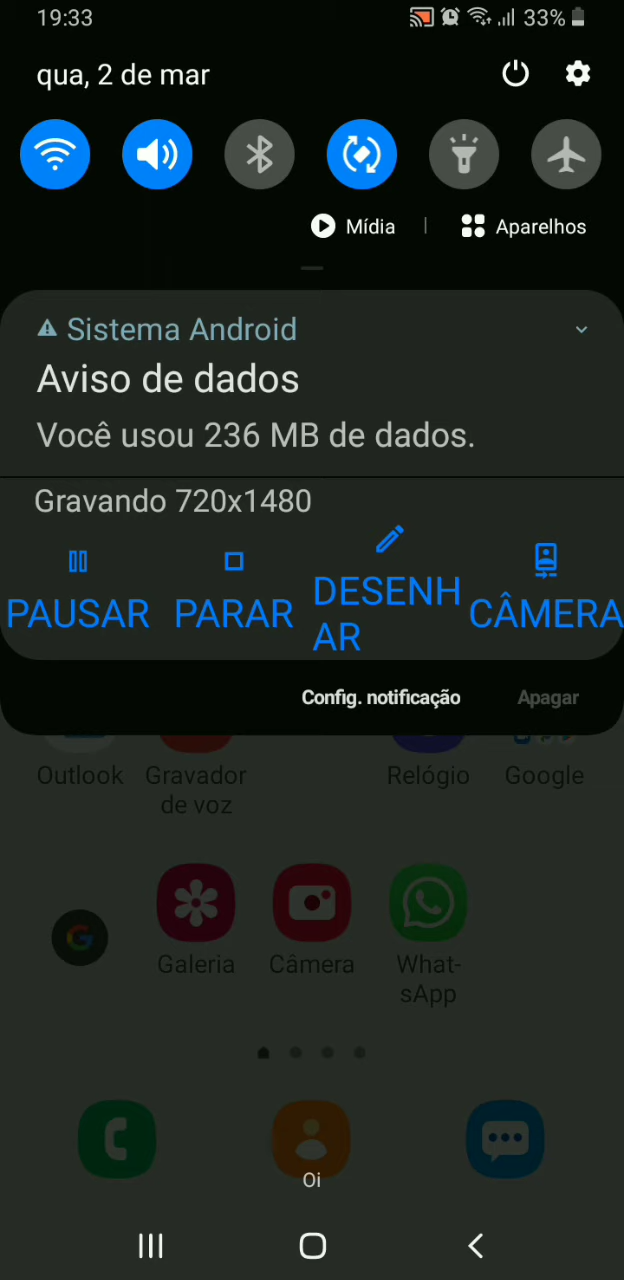 19:33 33%
qua, 2 de mar
Mídia | Aparelhos
Sistema Android
Aviso de dados
Você usou 236 MB de dados.
Gravando 720x1480
PAUSAR PARAR DESENH
AR CÂMERA
Config. notificação Apagar
Outlook Gravador
de voz Relógio Google
Galeria Câmera What-
sApp
Oi